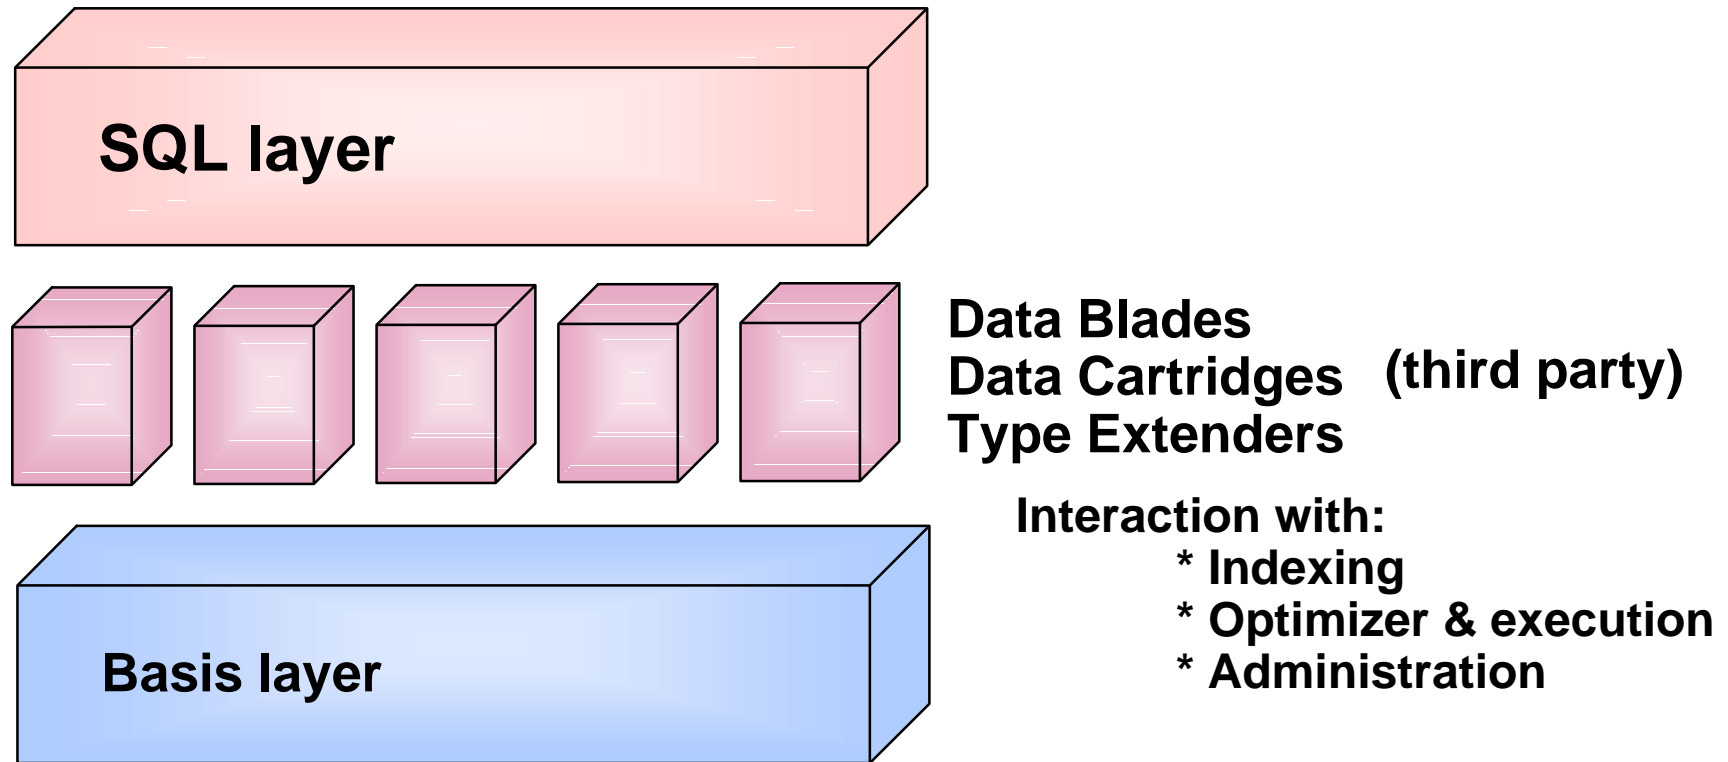 SQL layer
Data Blades
Data Cartridges (third party)
Type Extenders
Interaction with:
* Indexing
* Optimizer & execution
* Administration
Basis layer